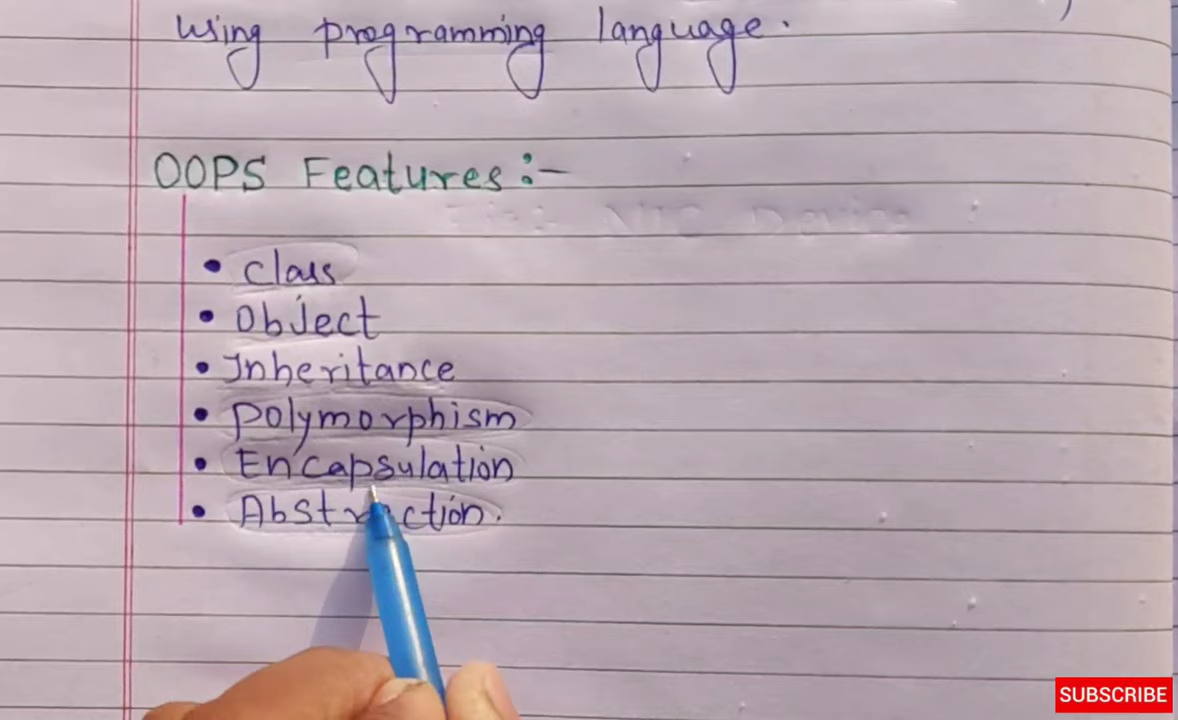 using programming language.
OOPS Features:-
• class
• Object
• Inheritance
• Polymorphism
• Encapsulation
• Abstraction.
SUBSCRIBE